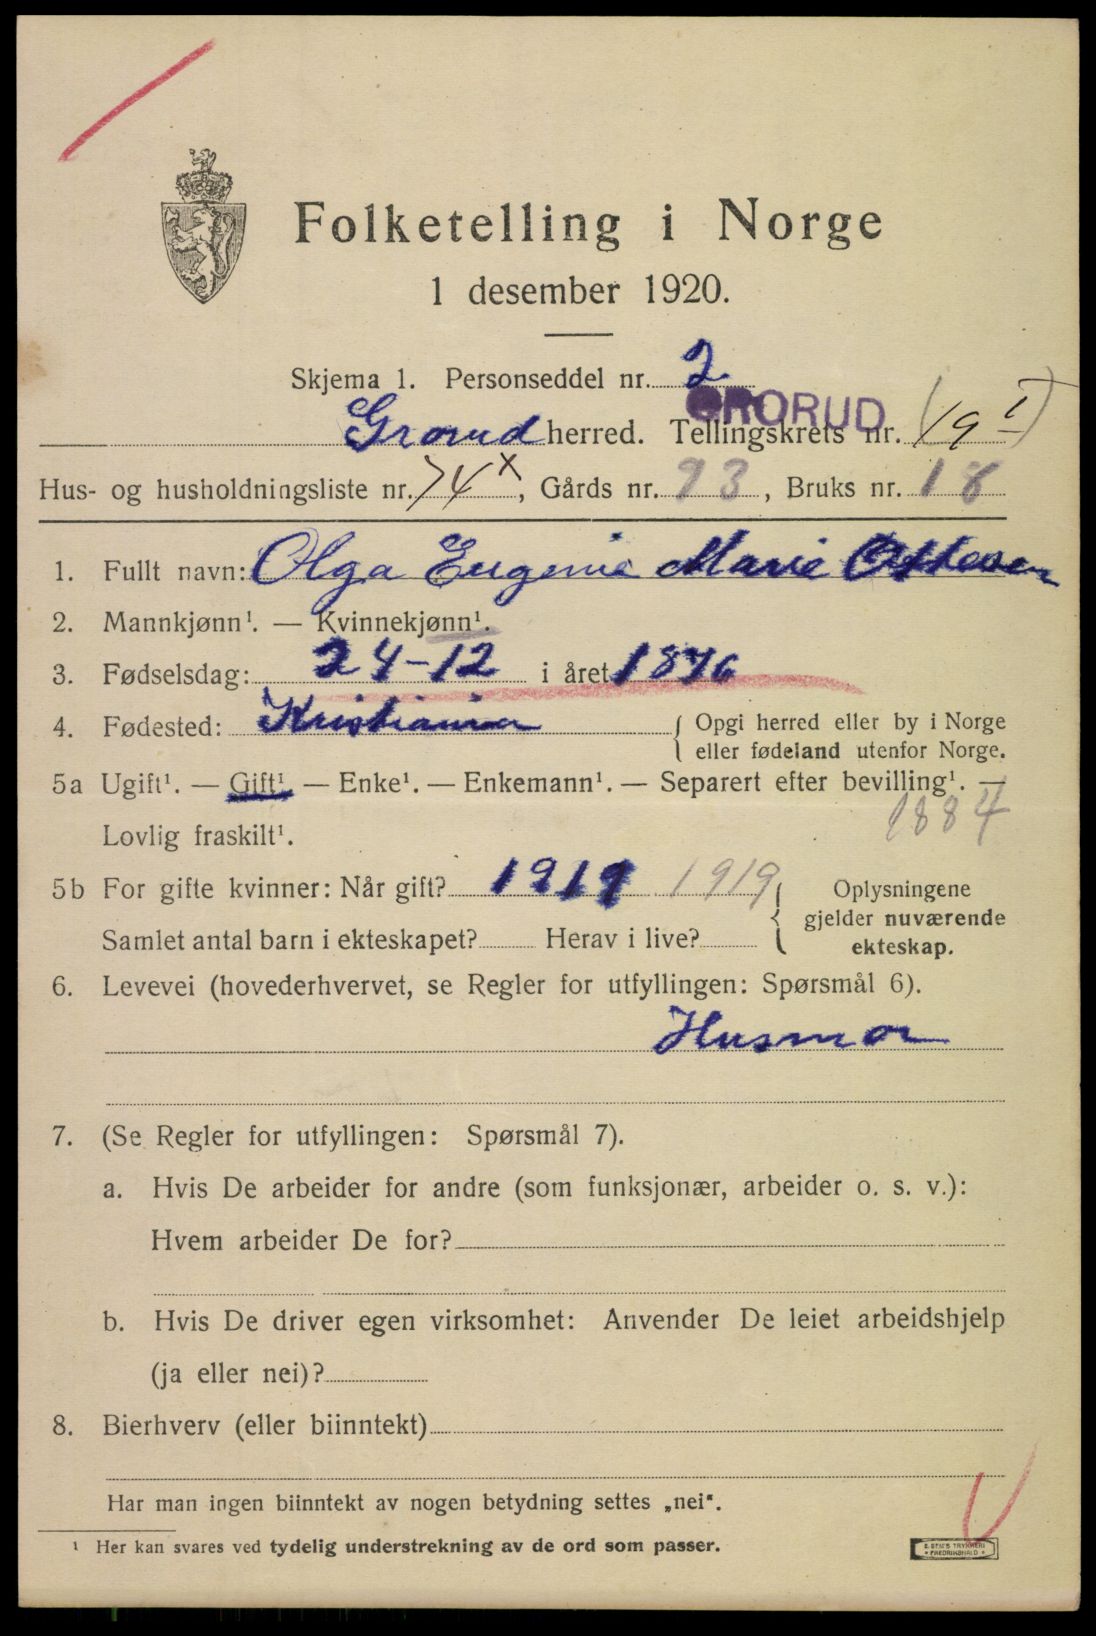 Folketelling i Norge
1 desember 1920.
Skjema 1. Personseddel nr. 2
GRORUD
Grorud herred. Tellingskrets nr. (19 I)
Hus- og husholdningsliste nr. 74 x, Gårds nr. 93, Bruks nr. 18
1. Fullt navn: Olga Eugenie Marie Ottesen
2. Mannkjønn¹. — Kvinnekjønn¹.
3. Fødselsdag: 24-12 i året 1876
4. Fødested: Kristiania { Opgi herred eller by i Norge
eller fødeland utenfor Norge.
5a Ugift¹. — Gift¹. — Enke¹. — Enkemann¹. — Separert efter bevilling¹. —
1884
Lovlig fraskilt¹.
5b For gifte kvinner: Når gift? 1919 1919 { Oplysningene
gjelder nuværende
Samlet antal barn i ekteskapet? Herav i live? ekteskap.
6. Levevei (hovederhvervet, se Regler for utfyllingen: Spørsmål 6).
Husmor
7. (Se Regler for utfyllingen: Spørsmål 7).
a. Hvis De arbeider for andre (som funksjonær, arbeider o. s. v.):
Hvem arbeider De for?
b. Hvis De driver egen virksomhet: Anvender De leiet arbeidshjelp
(ja eller nei)?
8. Bierhverv (eller biinntekt)
Har man ingen biinntekt av nogen betydning settes „nei“.
¹ Her kan svares ved tydelig understrekning av de ord som passer.
TRYKKERI
• FREDRIKSHALD •